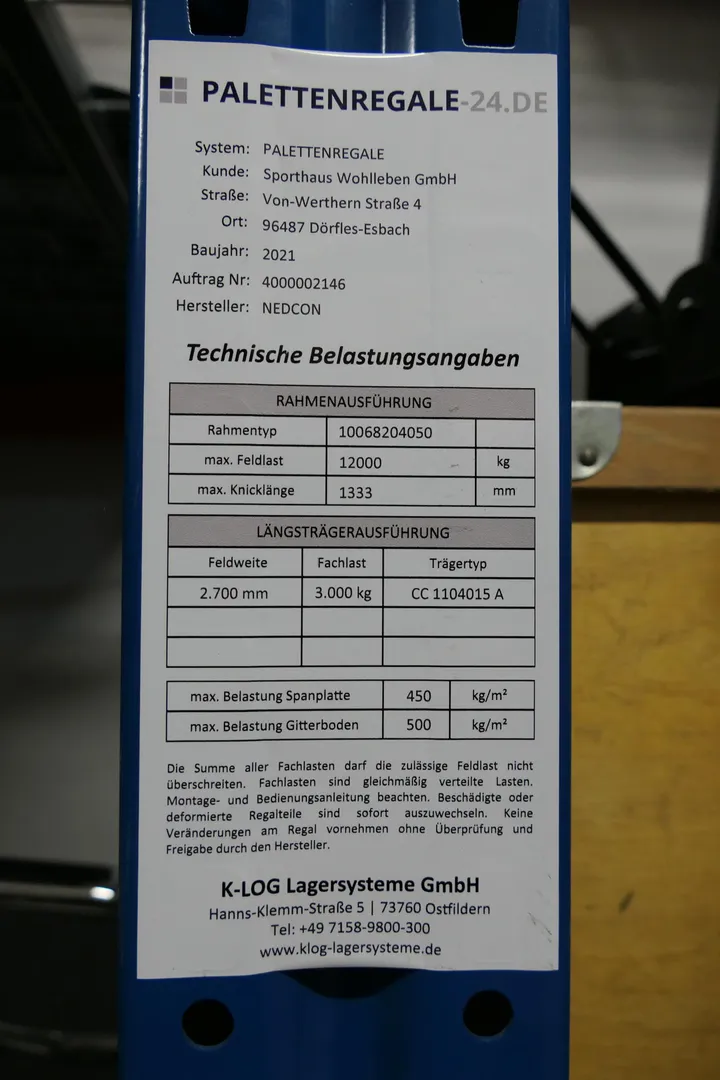 PALETTENREGALE-24.DE
System: PALETTENREGALE
Kunde: Sporthaus Wohlleben GmbH
Straße: Von-Werthern Straße 4
Ort: 96487 Dörfles-Esbach
Baujahr: 2021
Auftrag Nr: 4000002146
Hersteller: NEDCON
Technische Belastungsangaben
RAHMENAUSFÜHRUNG
Rahmentyp 10068204050
max. Feldlast 12000 kg
max. Knicklänge 1333 mm
LÄNGSTRÄGERAUSFÜHRUNG
Feldweite Fachlast Trägertyp
2.700 mm 3.000 kg CC 1104015 A
max. Belastung Spanplatte 450 kg/m²
max. Belastung Gitterboden 500 kg/m²
Die Summe aller Fachlasten darf die zulässige Feldlast nicht
überschreiten. Fachlasten sind gleichmäßig verteilte Lasten.
Montage- und Bedienungsanleitung beachten. Beschädigte oder
deformierte Regalteile sind sofort auszuwechseln. Keine
Veränderungen am Regal vornehmen ohne Überprüfung und
Freigabe durch den Hersteller.
K-LOG Lagersysteme GmbH
Hanns-Klemm-Straße 5 | 73760 Ostfildern
Tel: +49 7158-9800-300
www.klog-lagersysteme.de